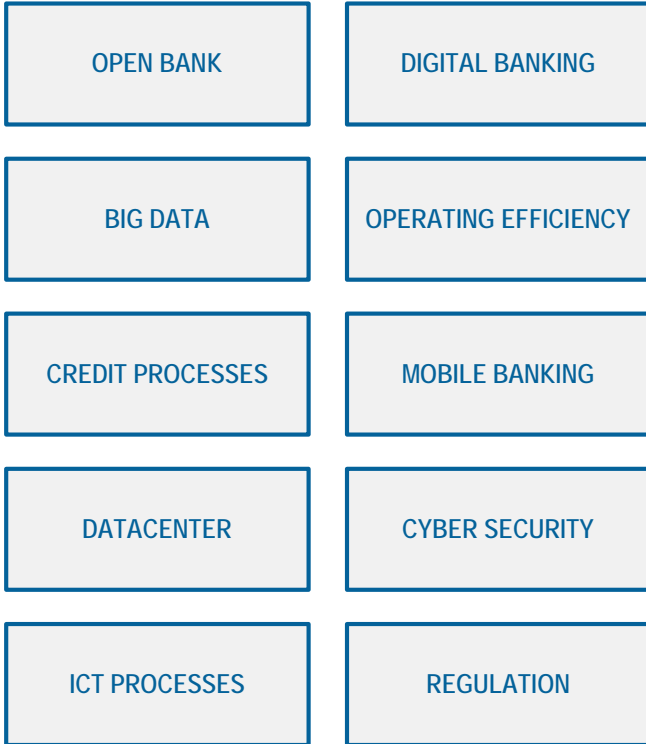 OPEN BANK
DIGITAL BANKING
BIG DATA
OPERATING EFFICIENCY
CREDIT PROCESSES
MOBILE BANKING
DATACENTER
CYBER SECURITY
ICT PROCESSES
REGULATION